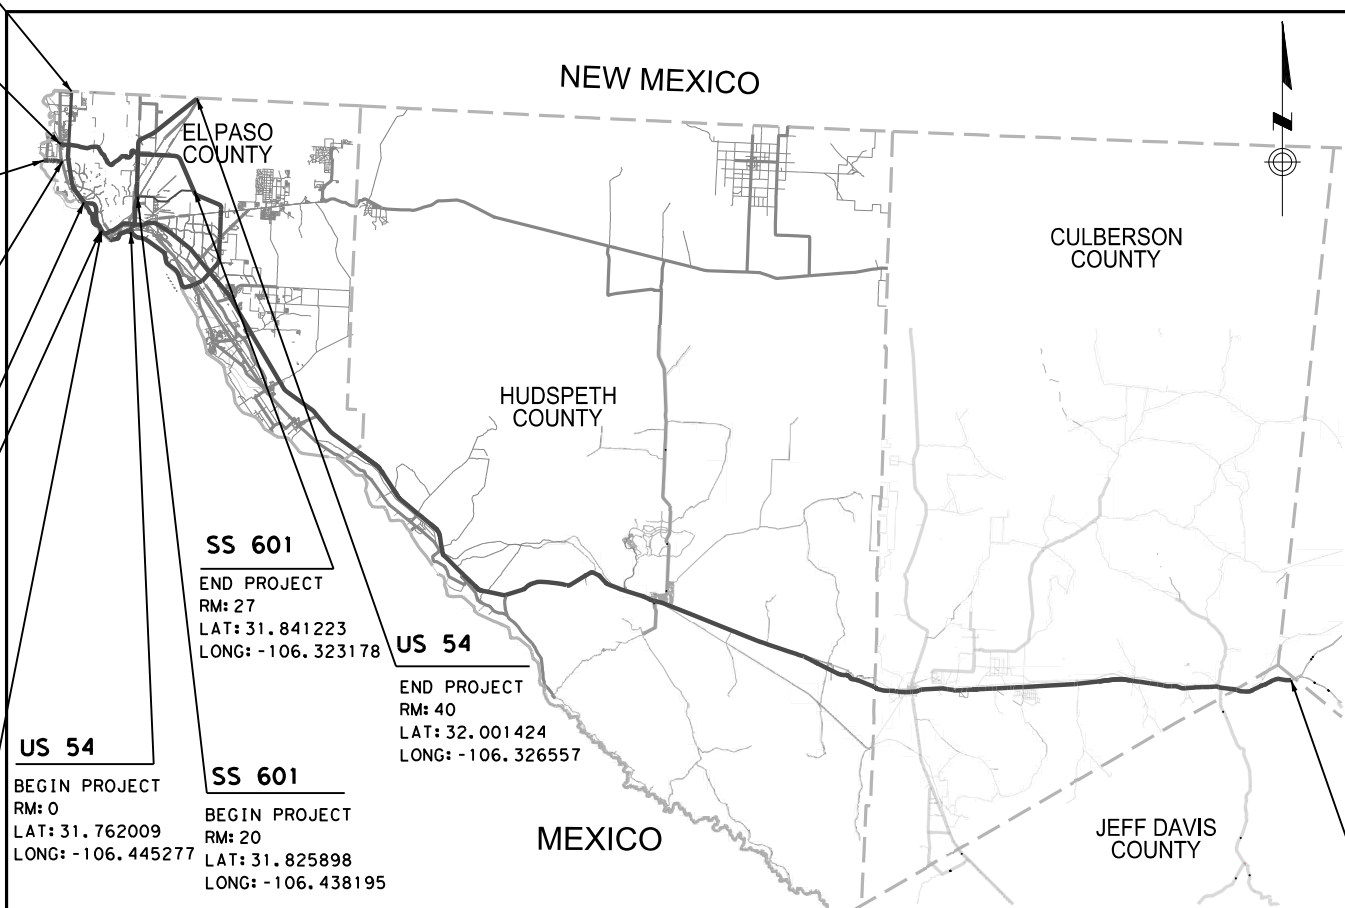 NEW MEXICO
EL PASO
COUNTY
CULBERSON
COUNTY
HUDSPETH
COUNTY
SS 601
END PROJECT
RM: 27
LAT: 31.841223
LONG: -106.323178
US 54
END PROJECT
RM: 40
LAT: 32.001424
LONG: -106.326557
US 54
BEGIN PROJECT
RM: 0
LAT: 31.762009
LONG: -106.445277
SS 601
BEGIN PROJECT
RM: 20
LAT: 31.825898
LONG: -106.438195
MEXICO
JEFF DAVIS
COUNTY
N